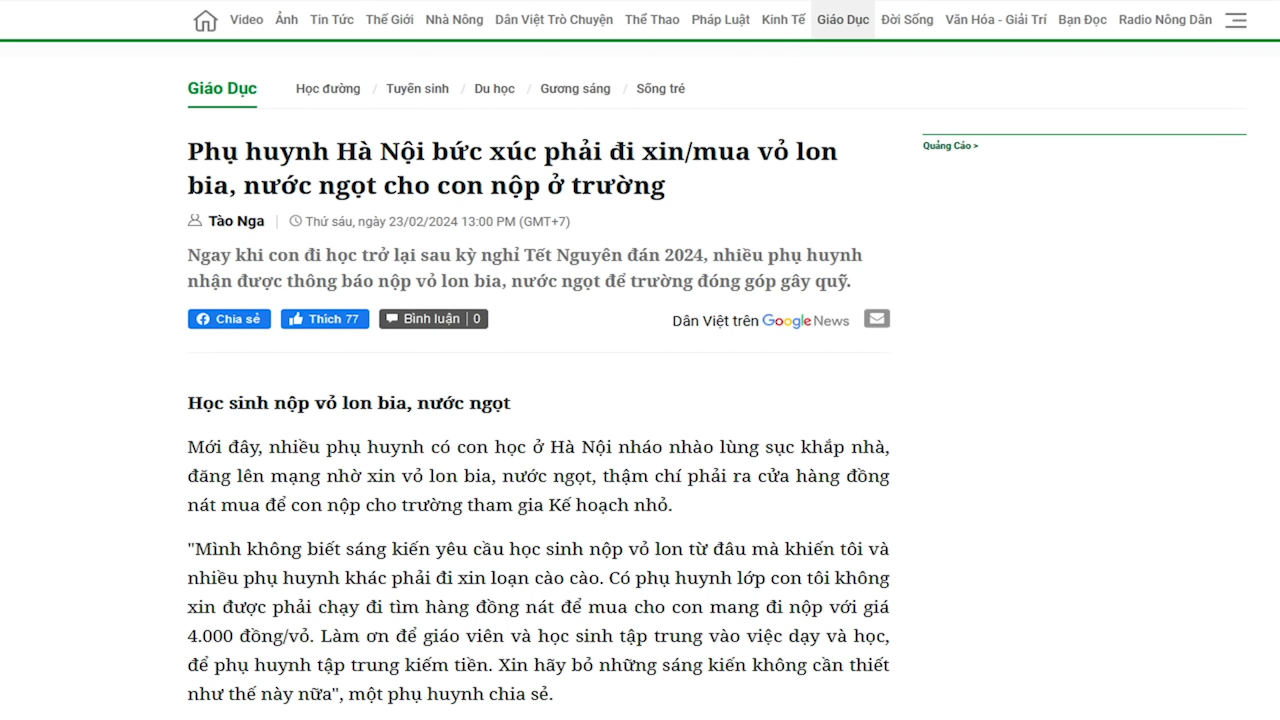 Video Ảnh Tin Tức Thế Giới Nhà Nông Dân Việt Trò Chuyện Thể Thao Pháp Luật Kinh Tế Giáo Dục Đời Sống Văn Hóa - Giải Trí Bạn Đọc Radio Nông Dân
Giáo Dục Học đường / Tuyển sinh / Du học / Gương sáng / Sống trẻ
Phụ huynh Hà Nội bức xúc phải đi xin/mua vỏ lon
bia, nước ngọt cho con nộp ở trường
Quảng Cáo >
Tào Nga | Thứ sáu, ngày 23/02/2024 13:00 PM (GMT+7)
Ngay khi con đi học trở lại sau kỳ nghỉ Tết Nguyên đán 2024, nhiều phụ huynh
nhận được thông báo nộp vỏ lon bia, nước ngọt để trường đóng góp gây quỹ.
Chia sẻ Thích 77 Bình luận | 0 Dân Việt trên Google News
Học sinh nộp vỏ lon bia, nước ngọt
Mới đây, nhiều phụ huynh có con học ở Hà Nội nháo nhào lùng sục khắp nhà,
đăng lên mạng nhờ xin vỏ lon bia, nước ngọt, thậm chí phải ra cửa hàng đồng
nát mua để con nộp cho trường tham gia Kế hoạch nhỏ.
"Mình không biết sáng kiến yêu cầu học sinh nộp vỏ lon từ đâu mà khiến tôi và
nhiều phụ huynh khác phải đi xin loạn cào cào. Có phụ huynh lớp con tôi không
xin được phải chạy đi tìm hàng đồng nát để mua cho con mang đi nộp với giá
4.000 đồng/vỏ. Làm ơn để giáo viên và học sinh tập trung vào việc dạy và học,
để phụ huynh tập trung kiếm tiền. Xin hãy bỏ những sáng kiến không cần thiết
như thế này nữa", một phụ huynh chia sẻ.